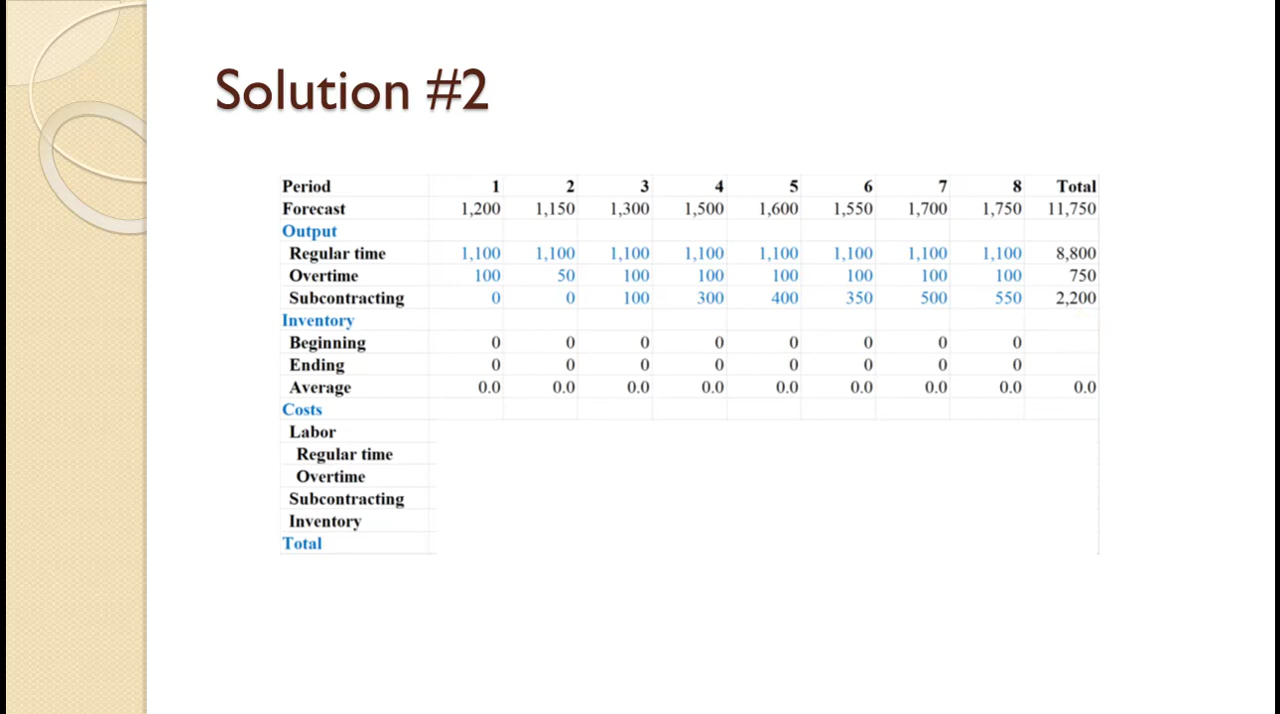 Solution #2
Period 1 2 3 4 5 6 7 8 Total
Forecast 1,200 1,150 1,300 1,500 1,600 1,550 1,700 1,750 11,750
Output
Regular time 1,100 1,100 1,100 1,100 1,100 1,100 1,100 1,100 8,800
Overtime 100 50 100 100 100 100 100 100 750
Subcontracting 0 0 100 300 400 350 500 550 2,200
Inventory
Beginning 0 0 0 0 0 0 0 0
Ending 0 0 0 0 0 0 0 0
Average 0.0 0.0 0.0 0.0 0.0 0.0 0.0 0.0 0.0
Costs
Labor
Regular time
Overtime
Subcontracting
Inventory
Total